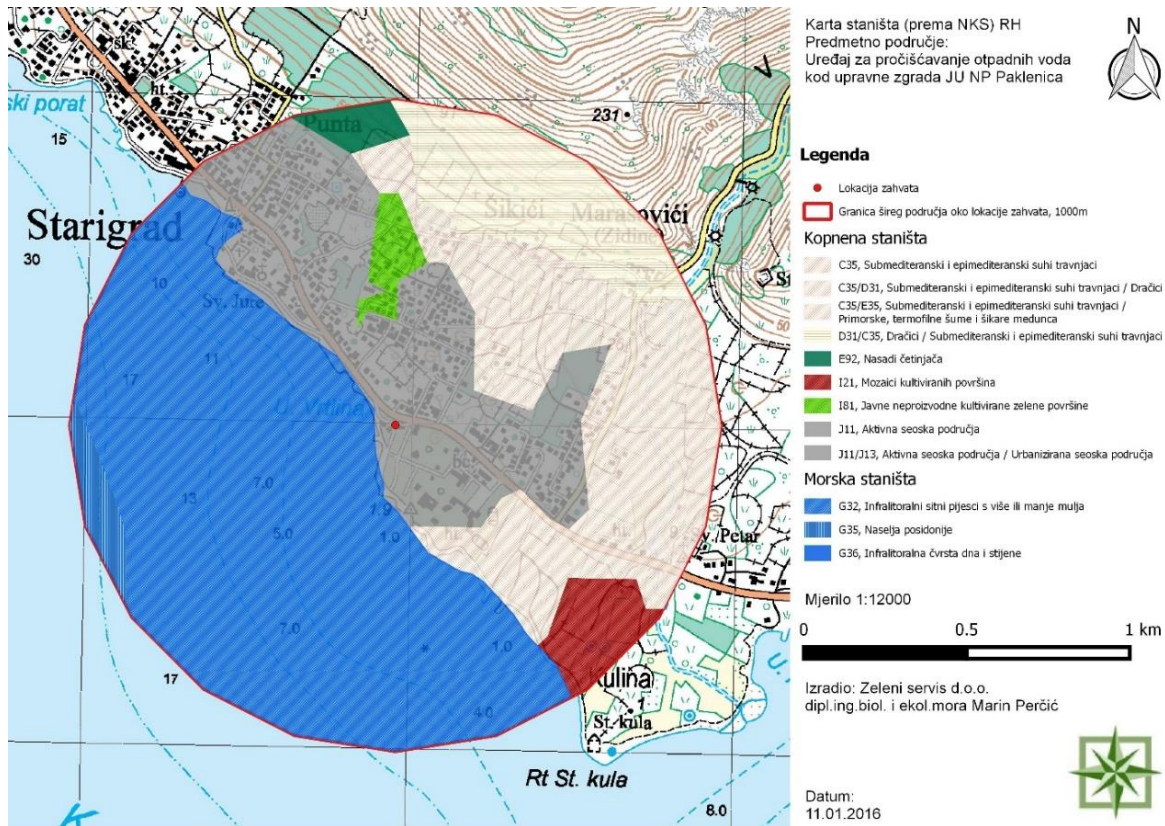 Karta staništa (prema NKS) RH
Predmetno područje:
Uređaj za pročišćavanje otpadnih voda
kod upravne zgrada JU NP Paklenica
N
Legenda
Lokacija zahvata
Granica šireg područja oko lokacije zahvata, 1000m
Kopnena staništa
C35, Submediteranski i epimediteranski suhi travnjaci
C35/D31, Submediteranski i epimediteranski suhi travnjaci / Dračici
C35/E35, Submediteranski i epimediteranski suhi travnjaci /
Primorske, termofilne šume i šikare medunca
D31/C35, Dračici / Submediteranski i epimediteranski suhi travnjaci
E92, Nasadi četinjača
I21, Mozaici kultiviranih površina
I81, Javne neproizvodne kultivirane zelene površine
J11, Aktivna seoska područja
J11/J13, Aktivna seoska područja / Urbanizirana seoska područja
Morska staništa
G32, Infralitoralni sitni pijesci s više ili manje mulja
G35, Naselja posidonije
G36, Infralitoralna čvrsta dna i stijene
Mjerilo 1:12000
0 0.5 1 km
Izradio: Zeleni servis d.o.o.
dipl.ing.biol. i ekol.mora Marin Perčić
Datum:
11.01.2016
šk.
ht.
ski porat
15
Punta
231
100
V
Šikići
Marasovići
(Zidine)
Starigrad
30
Sv. Jure
11
17
Vrtlina
13
7.0
5.0
1.9
1.0
Sv. Petar
7.0
1.0
17
4.0
Kulina
1
St. kula
Rt St. kula
8.0
K